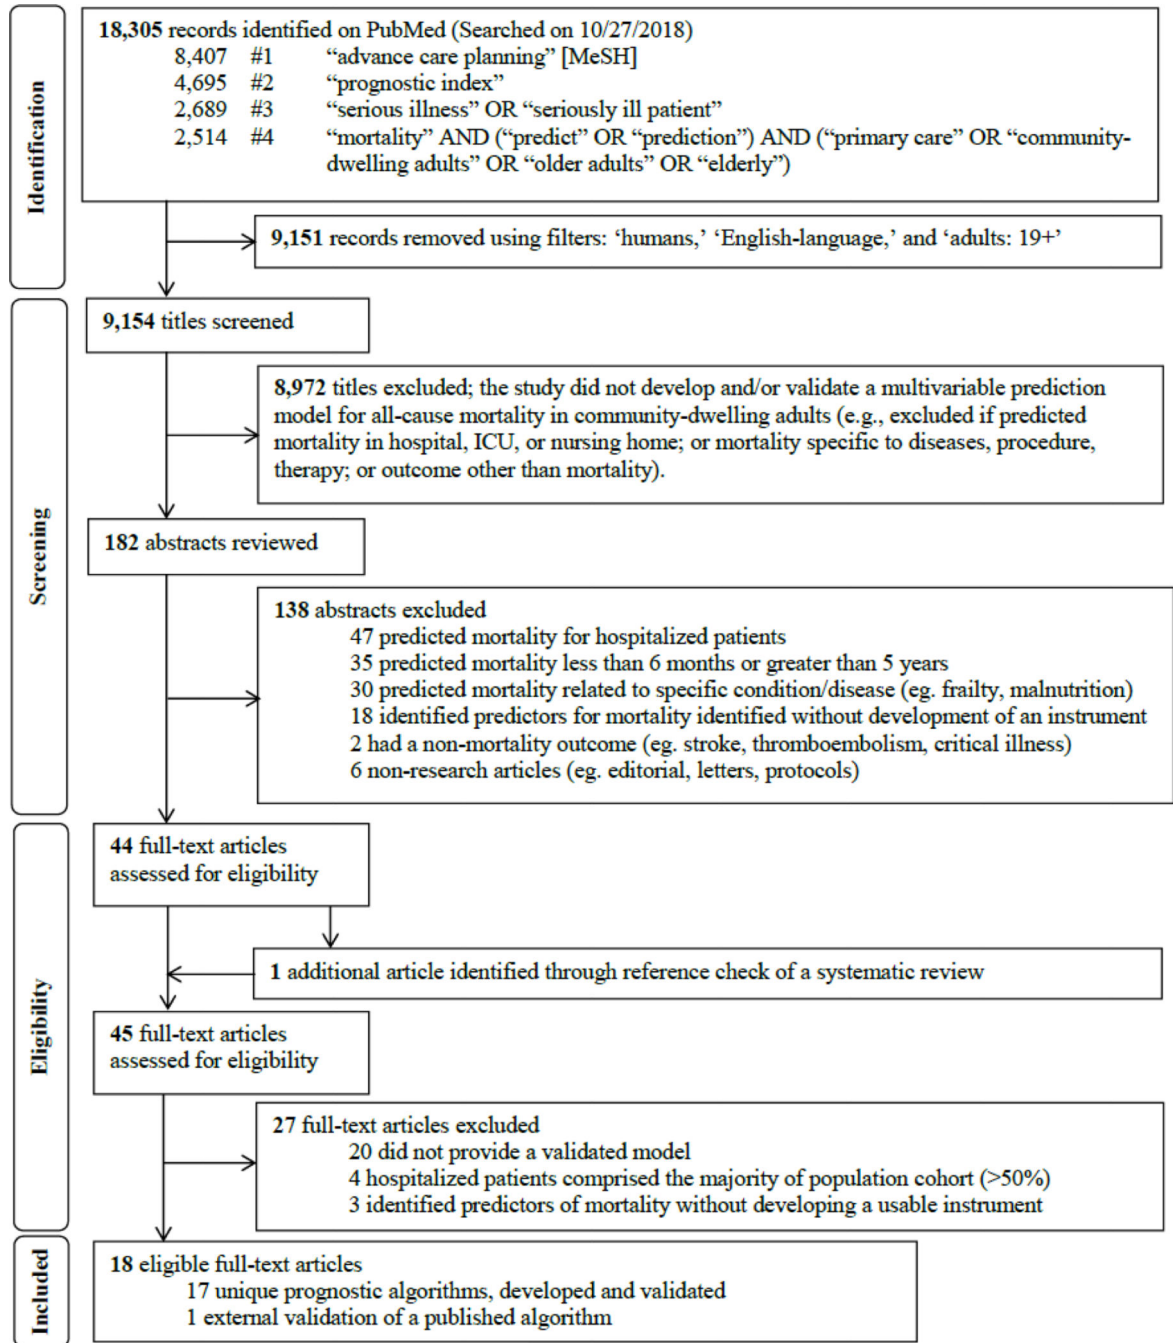 Identification
18,305 records identified on PubMed (Searched on 10/27/2018)
8,407 #1 “advance care planning” [MeSH]
4,695 #2 “prognostic index”
2,689 #3 “serious illness” OR “seriously ill patient”
2,514 #4 “mortality” AND (“predict” OR “prediction”) AND (“primary care” OR “community-
dwelling adults” OR “older adults” OR “elderly”)
9,151 records removed using filters: ‘humans,’ ‘English-language,’ and ‘adults: 19+’
Screening
9,154 titles screened
8,972 titles excluded; the study did not develop and/or validate a multivariable prediction
model for all-cause mortality in community-dwelling adults (e.g., excluded if predicted
mortality in hospital, ICU, or nursing home; or mortality specific to diseases, procedure,
therapy; or outcome other than mortality).
182 abstracts reviewed
138 abstracts excluded
47 predicted mortality for hospitalized patients
35 predicted mortality less than 6 months or greater than 5 years
30 predicted mortality related to specific condition/disease (eg. frailty, malnutrition)
18 identified predictors for mortality identified without development of an instrument
2 had a non-mortality outcome (eg. stroke, thromboembolism, critical illness)
6 non-research articles (eg. editorial, letters, protocols)
Eligibility
44 full-text articles
assessed for eligibility
1 additional article identified through reference check of a systematic review
45 full-text articles
assessed for eligibility
27 full-text articles excluded
20 did not provide a validated model
4 hospitalized patients comprised the majority of population cohort (>50%)
3 identified predictors of mortality without developing a usable instrument
Included
18 eligible full-text articles
17 unique prognostic algorithms, developed and validated
1 external validation of a published algorithm